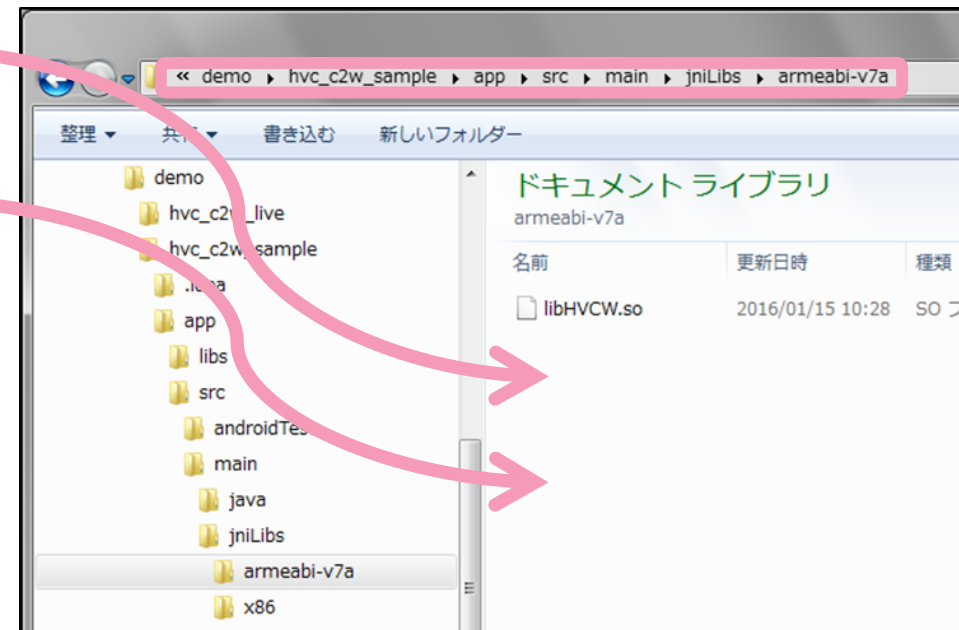 « demo ▸ hvc_c2w_sample ▸ app ▸ src ▸ main ▸ jniLibs ▸ armeabi-v7a
整理 ▼ 書き込む 新しいフォルダー
demo
hvc_c2w_live
hvc_c2w_sample
app
libs
src
main
java
jniLibs
armeabi-v7a
x86
ドキュメント ライブラリ
armeabi-v7a
名前 更新日時 種類
libHVCW.so 2016/01/15 10:28 SO